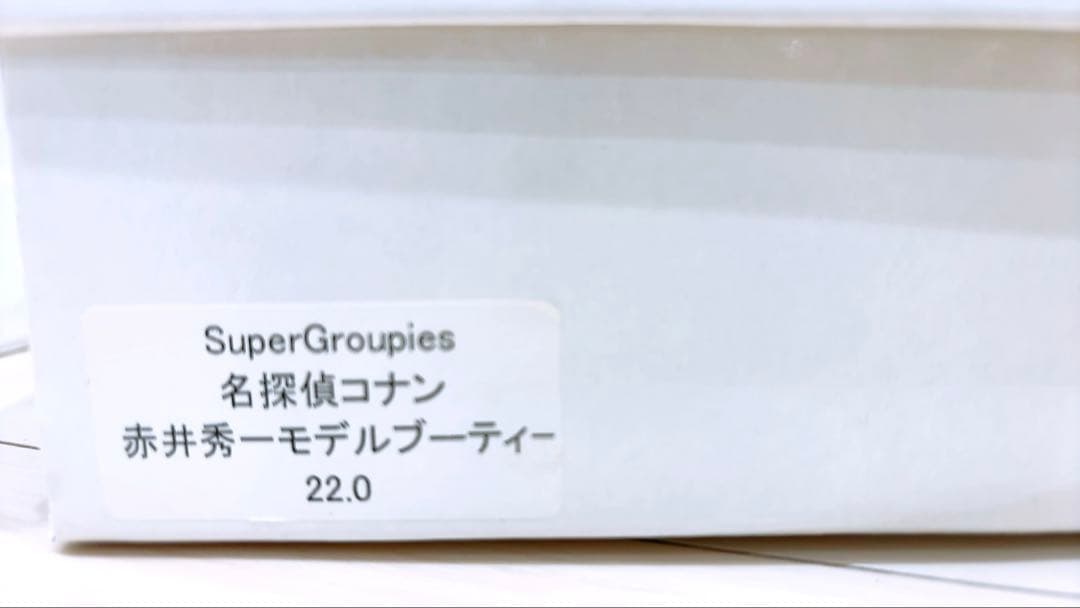 SuperGroupies
名探偵コナン
赤井秀一モデルブーティー
22.0